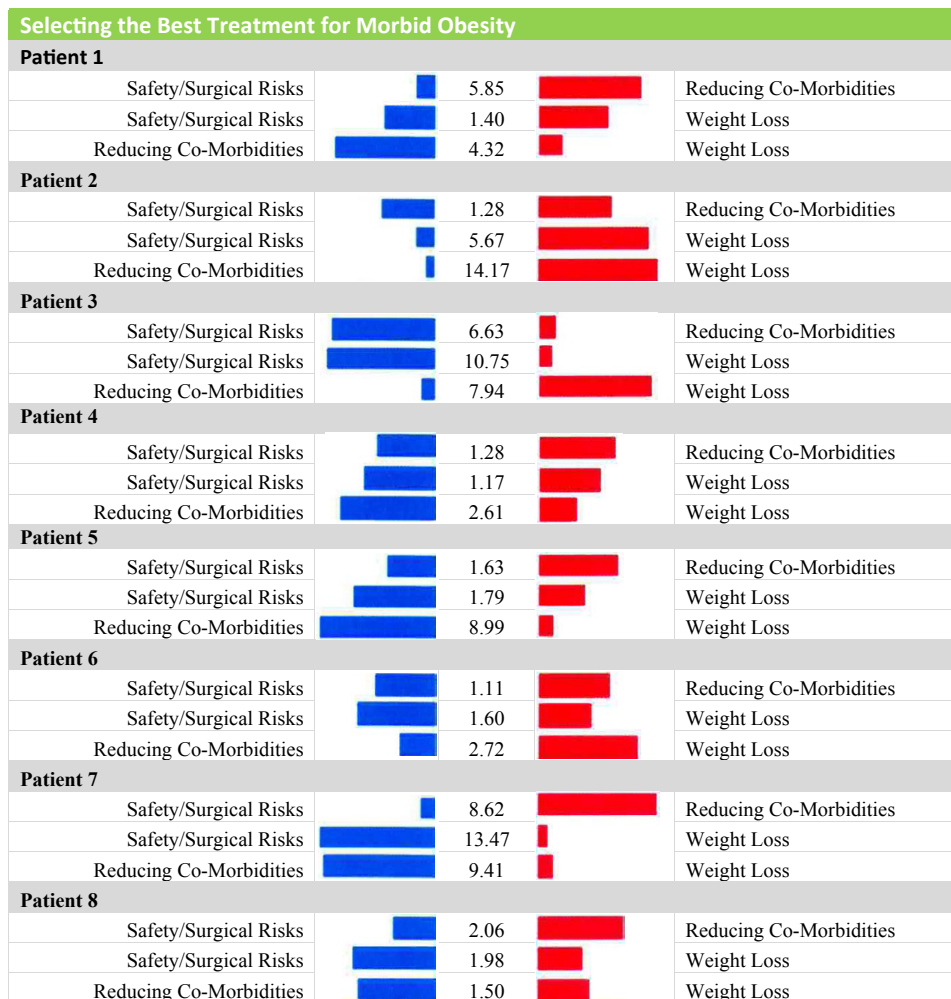 Selecting the Best Treatment for Morbid Obesity
Patient 1
Safety/Surgical Risks 5.85 Reducing Co-Morbidities
Safety/Surgical Risks 1.40 Weight Loss
Reducing Co-Morbidities 4.32 Weight Loss
Patient 2
Safety/Surgical Risks 1.28 Reducing Co-Morbidities
Safety/Surgical Risks 5.67 Weight Loss
Reducing Co-Morbidities 14.17 Weight Loss
Patient 3
Safety/Surgical Risks 6.63 Reducing Co-Morbidities
Safety/Surgical Risks 10.75 Weight Loss
Reducing Co-Morbidities 7.94 Weight Loss
Patient 4
Safety/Surgical Risks 1.28 Reducing Co-Morbidities
Safety/Surgical Risks 1.17 Weight Loss
Reducing Co-Morbidities 2.61 Weight Loss
Patient 5
Safety/Surgical Risks 1.63 Reducing Co-Morbidities
Safety/Surgical Risks 1.79 Weight Loss
Reducing Co-Morbidities 8.99 Weight Loss
Patient 6
Safety/Surgical Risks 1.11 Reducing Co-Morbidities
Safety/Surgical Risks 1.60 Weight Loss
Reducing Co-Morbidities 2.72 Weight Loss
Patient 7
Safety/Surgical Risks 8.62 Reducing Co-Morbidities
Safety/Surgical Risks 13.47 Weight Loss
Reducing Co-Morbidities 9.41 Weight Loss
Patient 8
Safety/Surgical Risks 2.06 Reducing Co-Morbidities
Safety/Surgical Risks 1.98 Weight Loss
Reducing Co-Morbidities 1.50 Weight Loss